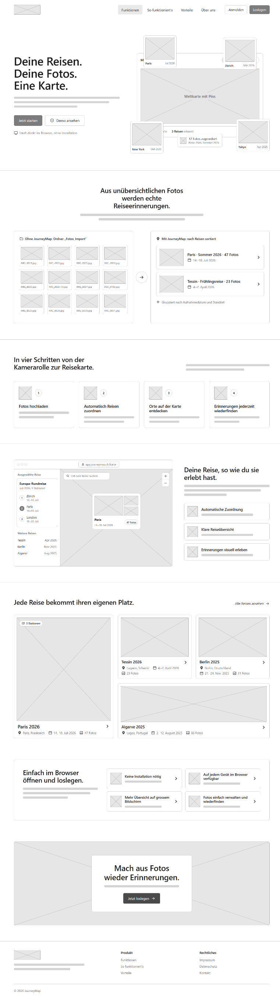 Funktionen
So funktioniert's
Vorteile
Über uns
Anmelden
Loslegen
Deine Reisen.
Deine Fotos.
Eine Karte.
Jetzt starten
Demo ansehen
Läuft direkt im Browser, ohne Installation
M
Paris
Jul 2026
Zürich
Mär 2026
Weltkarte mit Pins
3 Reisen erkannt
12 Fotos zugeordnet
Reise: Paris, Sommer 2026
New York
Okt 2025
Tokyo
Apr 2025
Aus unübersichtlichen Fotos
werden echte
Reiseerinnerungen.
Ohne JourneyMap: Ordner „Fotos_Import“
IMG_4821.jpg
IMG_4822.jpg
IMG_4823.jpg
IMG_4824.jpg
IMG_4825.jpg
IMG_4826 (1).jpg
IMG_4827.jpg
DSC_0192.jpg
IMG_4828.jpg
IMG_4829.jpg
IMG_4830.jpg
IMG_4831.jpg
Mit JourneyMap: nach Reisen sortiert
Paris · Sommer 2026 · 47 Fotos
14.–18. Juli 2026
Tessin · Frühlingsreise · 23 Fotos
4.–7. April 2026
Gruppiert nach Aufnahmedatum und Standort
In vier Schritten von der
Kamerarolle zur Reisekarte.
1
Fotos hochladen
2
Automatisch Reisen
zuordnen
3
Orte auf der Karte
entdecken
4
Erinnerungen jederzeit
wiederfinden
app.journeymap.ch/karte
Ausgewählte Reise
Europa-Rundreise
Juli 2026, 3 Stationen
1
Zürich
12.–13. Juli
2
Paris
14.–18. Juli
3
London
19.–23. Juli
Weitere Reisen
Tessin
Apr 2026
Berlin
Nov 2025
Algarve
Aug 2025
Ort oder Reise suchen
+
−
Paris
14.–18. Juli 2026
47 Fotos
Deine Reise, so wie du sie
erlebt hast.
Automatische Zuordnung
Klare Reiseübersicht
Erinnerungen visuell erleben
Jede Reise bekommt ihren eigenen Platz.
Alle Reisen ansehen
3 Stationen
Paris 2026
Paris, Frankreich
14.–18. Juli 2026
47 Fotos
Tessin 2026
Lugano, Schweiz
4.–7. April 2026
23 Fotos
Berlin 2025
Berlin, Deutschland
21.–24. Nov. 2025
31 Fotos
Algarve 2025
Lagos, Portugal
2.–12. August 2025
86 Fotos
Einfach im Browser
öffnen und loslegen.
Keine Installation nötig
Auf jedem Gerät im Browser
verfügbar
Mehr Übersicht auf grossem
Bildschirm
Fotos einfach verwalten und
wiederfinden
Mach aus Fotos
wieder Erinnerungen.
Jetzt loslegen
Produkt
Funktionen
So funktioniert's
Vorteile
Rechtliches
Impressum
Datenschutz
Kontakt
© 2026 JourneyMap